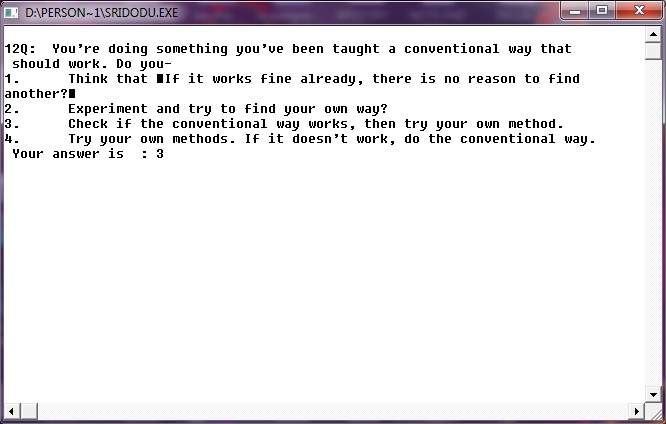 D:\PERSON~1\SRIDODU.EXE
12Q:  You're doing something you've been taught a conventional way that
 should work. Do you-
1.      Think that ■If it works fine already, there is no reason to find
another?■
2.      Experiment and try to find your own way?
3.      Check if the conventional way works, then try your own method.
4.      Try your own methods. If it doesn't work, do the conventional way.
 Your answer is  : 3